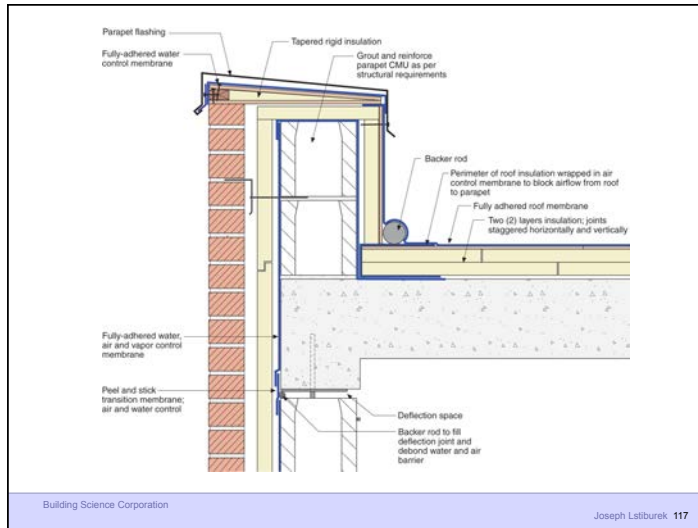 Parapet flashing
Fully-adhered water
control membrane
Tapered rigid insulation
Grout and reinforce
parapet CMU as per
structural requirements
Backer rod
Perimeter of roof insulation wrapped in air
control membrane to block airflow from roof
to parapet
Fully adhered roof membrane
Two (2) layers insulation; joints
staggered horizontally and vertically
Fully-adhered water,
air and vapor control
membrane
Peel and stick
transition membrane;
air and water control
Deflection space
Backer rod to fill
deflection joint and
debond water and air
barrier
Building Science Corporation
Joseph Lstiburek 117